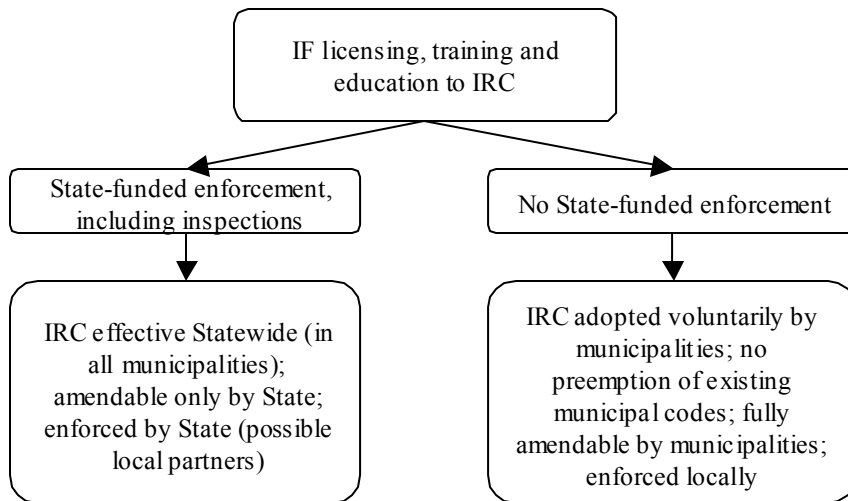 IF licensing, training and
education to IRC
State-funded enforcement,
including inspections
No State-funded enforcement
IRC effective Statewide (in
all municipalities);
amendable only by State;
enforced by State (possible
local partners)
IRC adopted voluntarily by
municipalities; no
preemption of existing
municipal codes; fully
amendable by municipalities;
enforced locally